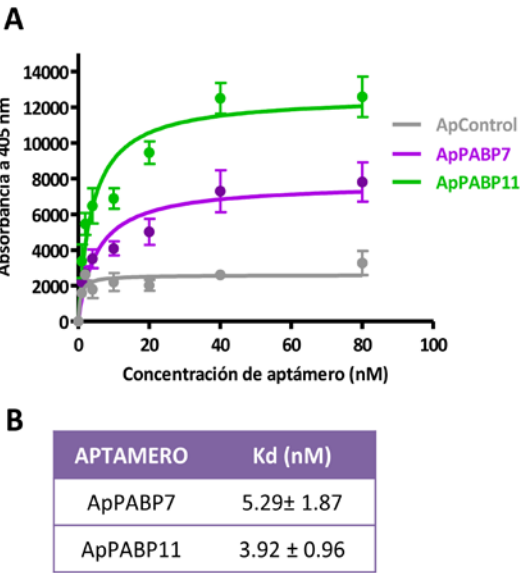 A
14000
12000
10000
8000
6000
4000
2000
0
Absorbancia a 405 nm
0 20 40 60 80 100
Concentración de aptámero (nM)
ApControl
ApPABP7
ApPABP11
B
APTAMERO Kd (nM)
ApPABP7 5.29± 1.87
ApPABP11 3.92 ± 0.96